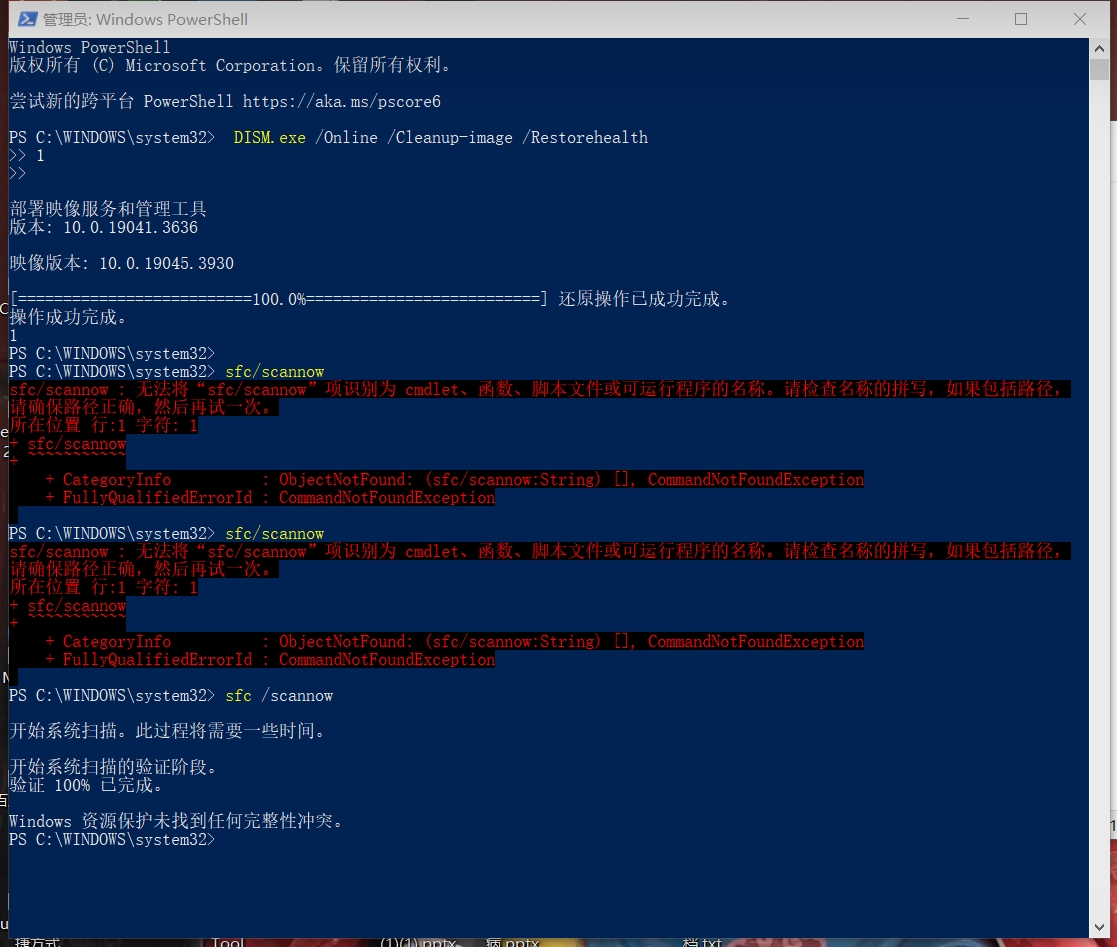 管理员: Windows PowerShell
Windows PowerShell
版权所有 (C) Microsoft Corporation。保留所有权利。
尝试新的跨平台 PowerShell https://aka.ms/pscore6
PS C:\WINDOWS\system32>  DISM.exe /Online /Cleanup-image /Restorehealth
>> 1
>>
部署映像服务和管理工具
版本: 10.0.19041.3636
映像版本: 10.0.19045.3930
[==========================100.0%==========================] 还原操作已成功完成。
操作成功完成。
1
PS C:\WINDOWS\system32>
PS C:\WINDOWS\system32> sfc/scannow
sfc/scannow : 无法将“sfc/scannow”项识别为 cmdlet、函数、脚本文件或可运行程序的名称。请检查名称的拼写，如果包括路径，
请确保路径正确，然后再试一次。
所在位置 行:1 字符: 1
+ sfc/scannow
+ ~~~~~~~~~~~
    + CategoryInfo          : ObjectNotFound: (sfc/scannow:String) [], CommandNotFoundException
    + FullyQualifiedErrorId : CommandNotFoundException
PS C:\WINDOWS\system32> sfc/scannow
sfc/scannow : 无法将“sfc/scannow”项识别为 cmdlet、函数、脚本文件或可运行程序的名称。请检查名称的拼写，如果包括路径，
请确保路径正确，然后再试一次。
所在位置 行:1 字符: 1
+ sfc/scannow
+ ~~~~~~~~~~~
    + CategoryInfo          : ObjectNotFound: (sfc/scannow:String) [], CommandNotFoundException
    + FullyQualifiedErrorId : CommandNotFoundException
PS C:\WINDOWS\system32> sfc /scannow
开始系统扫描。此过程将需要一些时间。
开始系统扫描的验证阶段。
验证 100% 已完成。
Windows 资源保护未找到任何完整性冲突。
PS C:\WINDOWS\system32>
捷方式 Tool (1)(1).pptx 病.pptx 档.txt